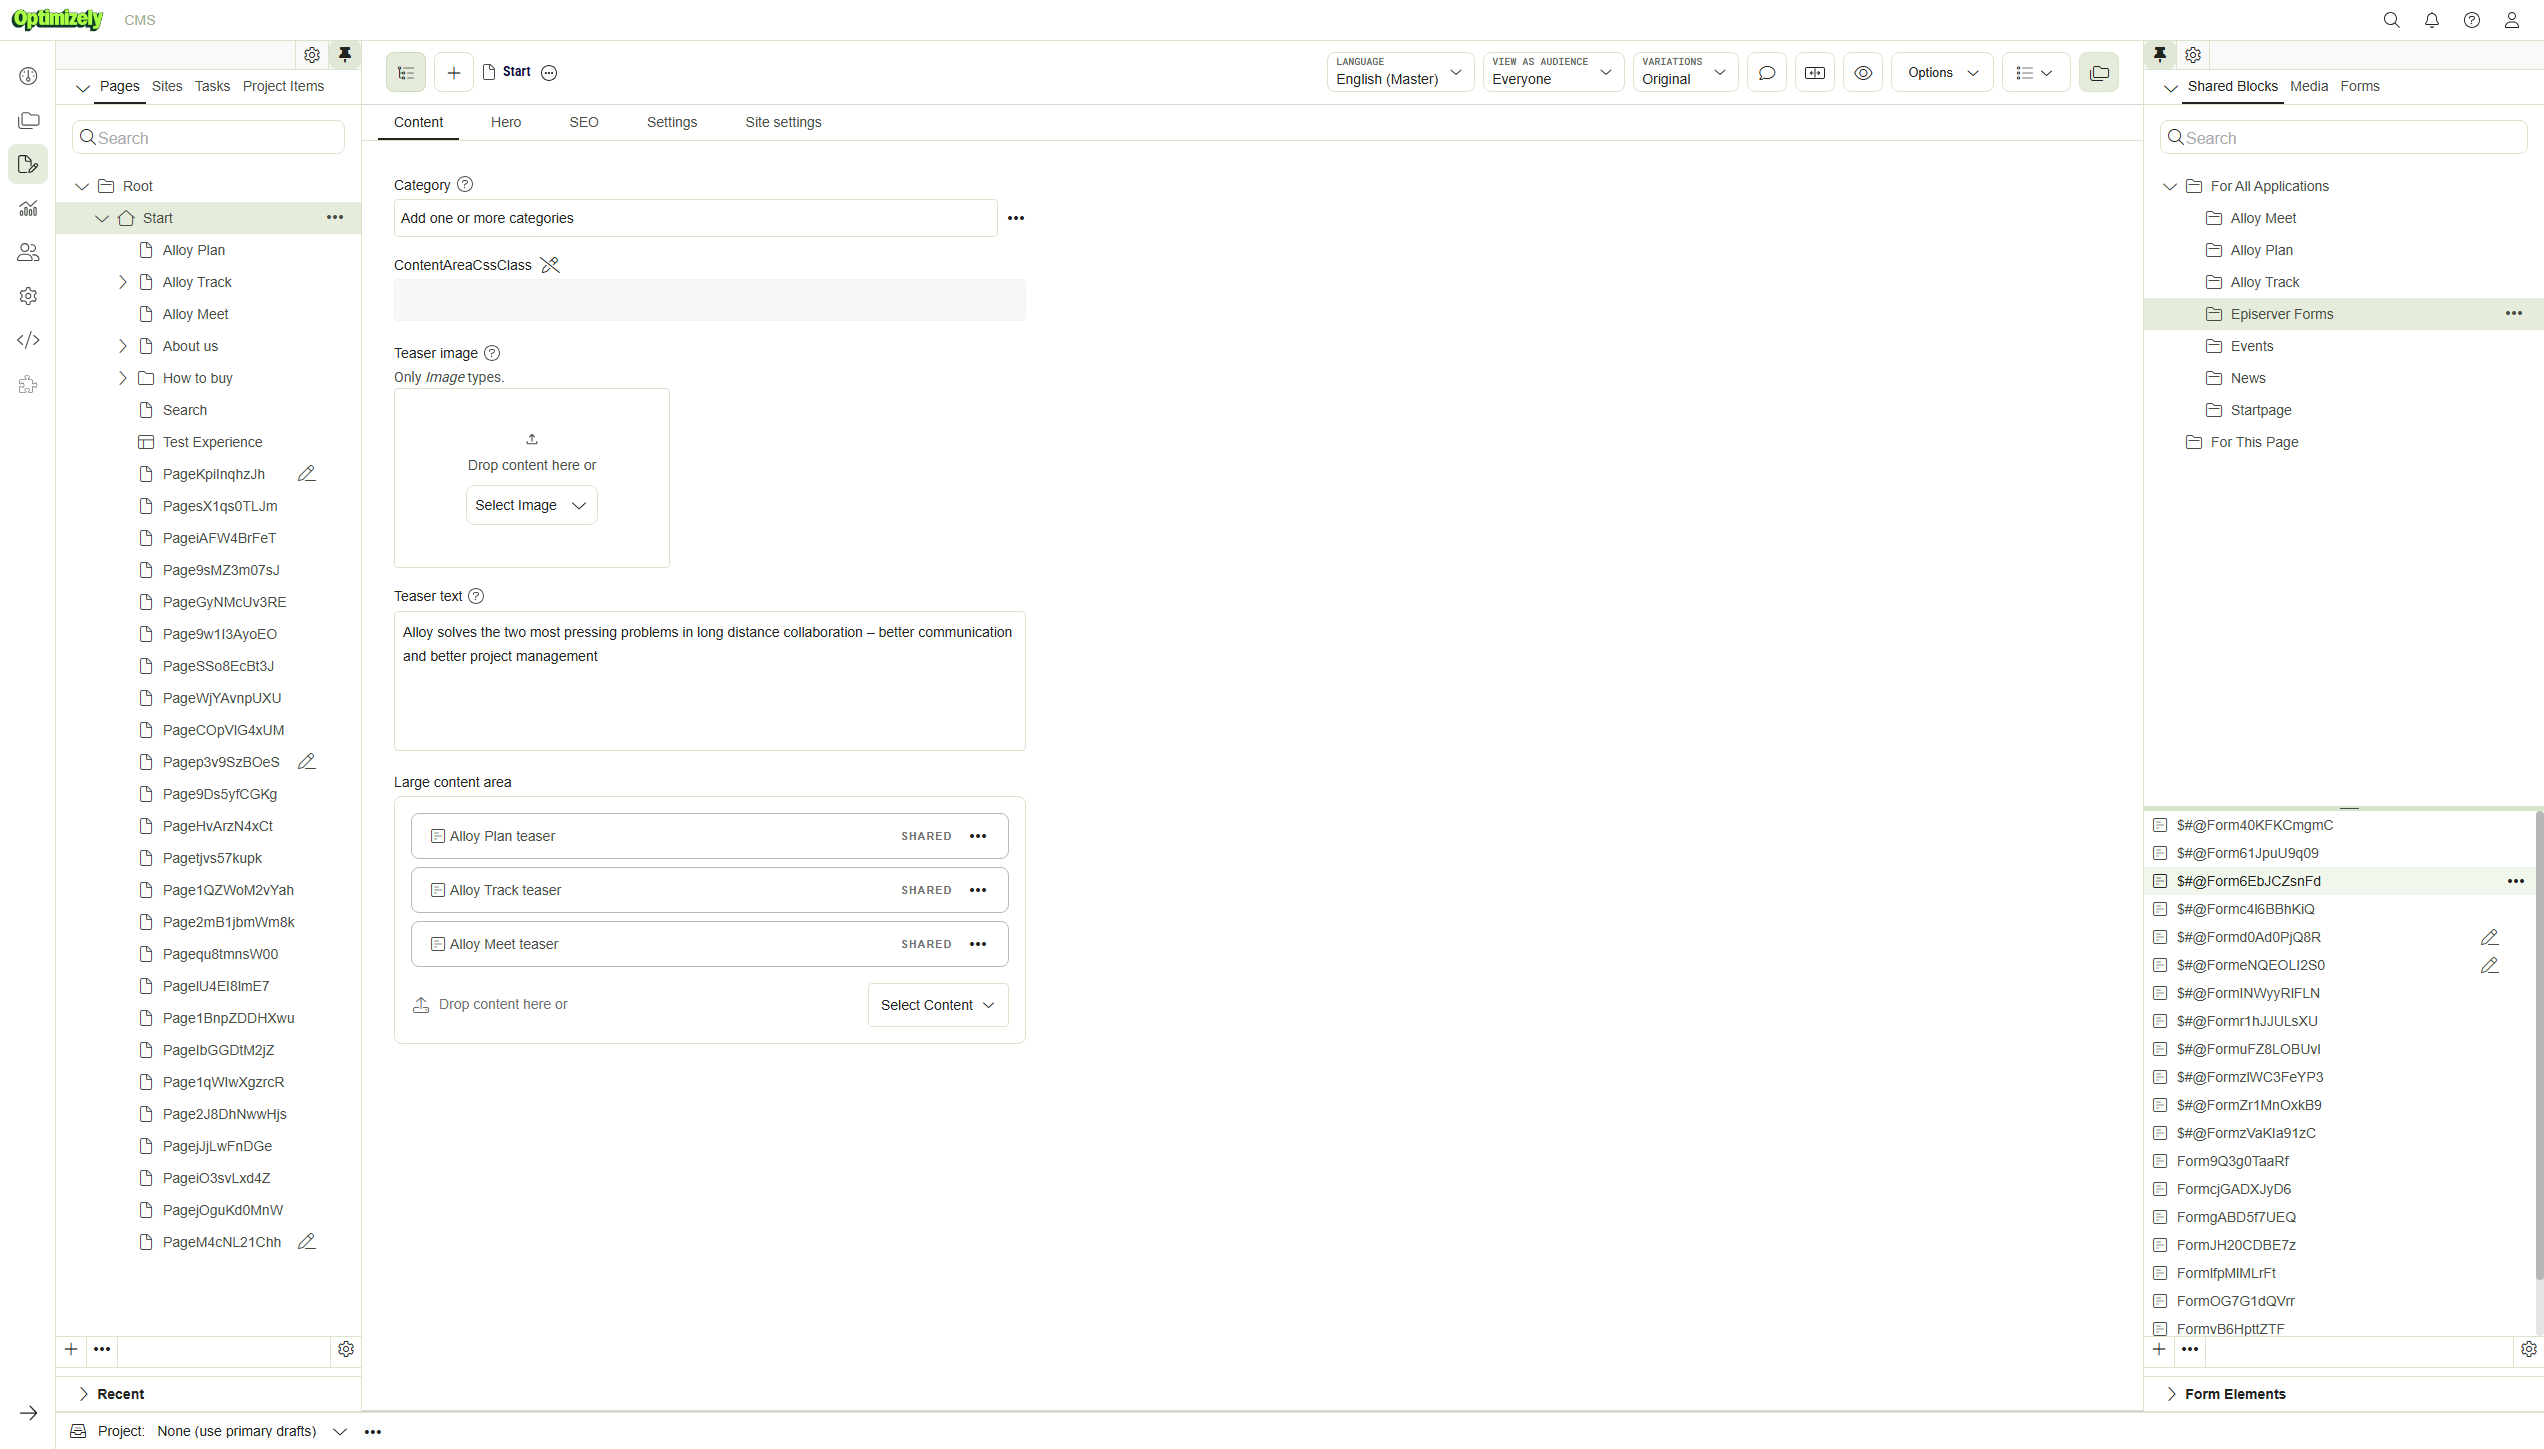 Optimizely CMS
Pages Sites Tasks Project Items
Search
Root
Start
Alloy Plan
Alloy Track
Alloy Meet
About us
How to buy
Search
Test Experience
PageKpiInqhzJh
PagesX1qs0TLJm
PageiAFW4BrFeT
Page9sMZ3m07sJ
PageGyNMcUv3RE
Page9w1I3AyoEO
PageSSo8EcBt3J
PageWjYAvnpUXU
PageCOpVIG4xUM
Pagep3v9SzBOeS
Page9Ds5yfCGKg
PageHvArzN4xCt
Pagetjvs57kupk
Page1QZWoM2vYah
Page2mB1jbmWm8k
Pagequ8tmnsW00
PageIU4EI8ImE7
Page1BnpZDDHXwu
PageIbGGDtM2jZ
Page1qWIwXgzrcR
Page2J8DhNwwHjs
PagejJjLwFnDGe
PageiO3svLxd4Z
PagejOguKd0MnW
PageM4cNL21Chh
Recent
Project: None (use primary drafts)
Start
LANGUAGE
English (Master)
VIEW AS AUDIENCE
Everyone
VARIATIONS
Original
Options
Content Hero SEO Settings Site settings
Category
Add one or more categories
ContentAreaCssClass
Teaser image
Only Image types.
Drop content here or
Select Image
Teaser text
Alloy solves the two most pressing problems in long distance collaboration – better communication
and better project management
Large content area
Alloy Plan teaser SHARED
Alloy Track teaser SHARED
Alloy Meet teaser SHARED
Drop content here or Select Content
Shared Blocks Media Forms
Search
For All Applications
Alloy Meet
Alloy Plan
Alloy Track
Episerver Forms
Events
News
Startpage
For This Page
$#@Form40KFKCmgmC
$#@Form61JpuU9q09
$#@Form6EbJCZsnFd
$#@Formc4I6BBhKiQ
$#@Formd0Ad0PjQ8R
$#@FormeNQEOLI2S0
$#@FormINWyyRIFLN
$#@Formr1hJJULsXU
$#@FormuFZ8LOBUvI
$#@FormzIWC3FeYP3
$#@FormZr1MnOxkB9
$#@FormzVaKIa91zC
Form9Q3g0TaaRf
FormcjGADXJyD6
FormgABD5f7UEQ
FormJH20CDBE7z
FormlfpMIMLrFt
FormOG7G1dQVrr
FormvB6HpttZTF
Form Elements